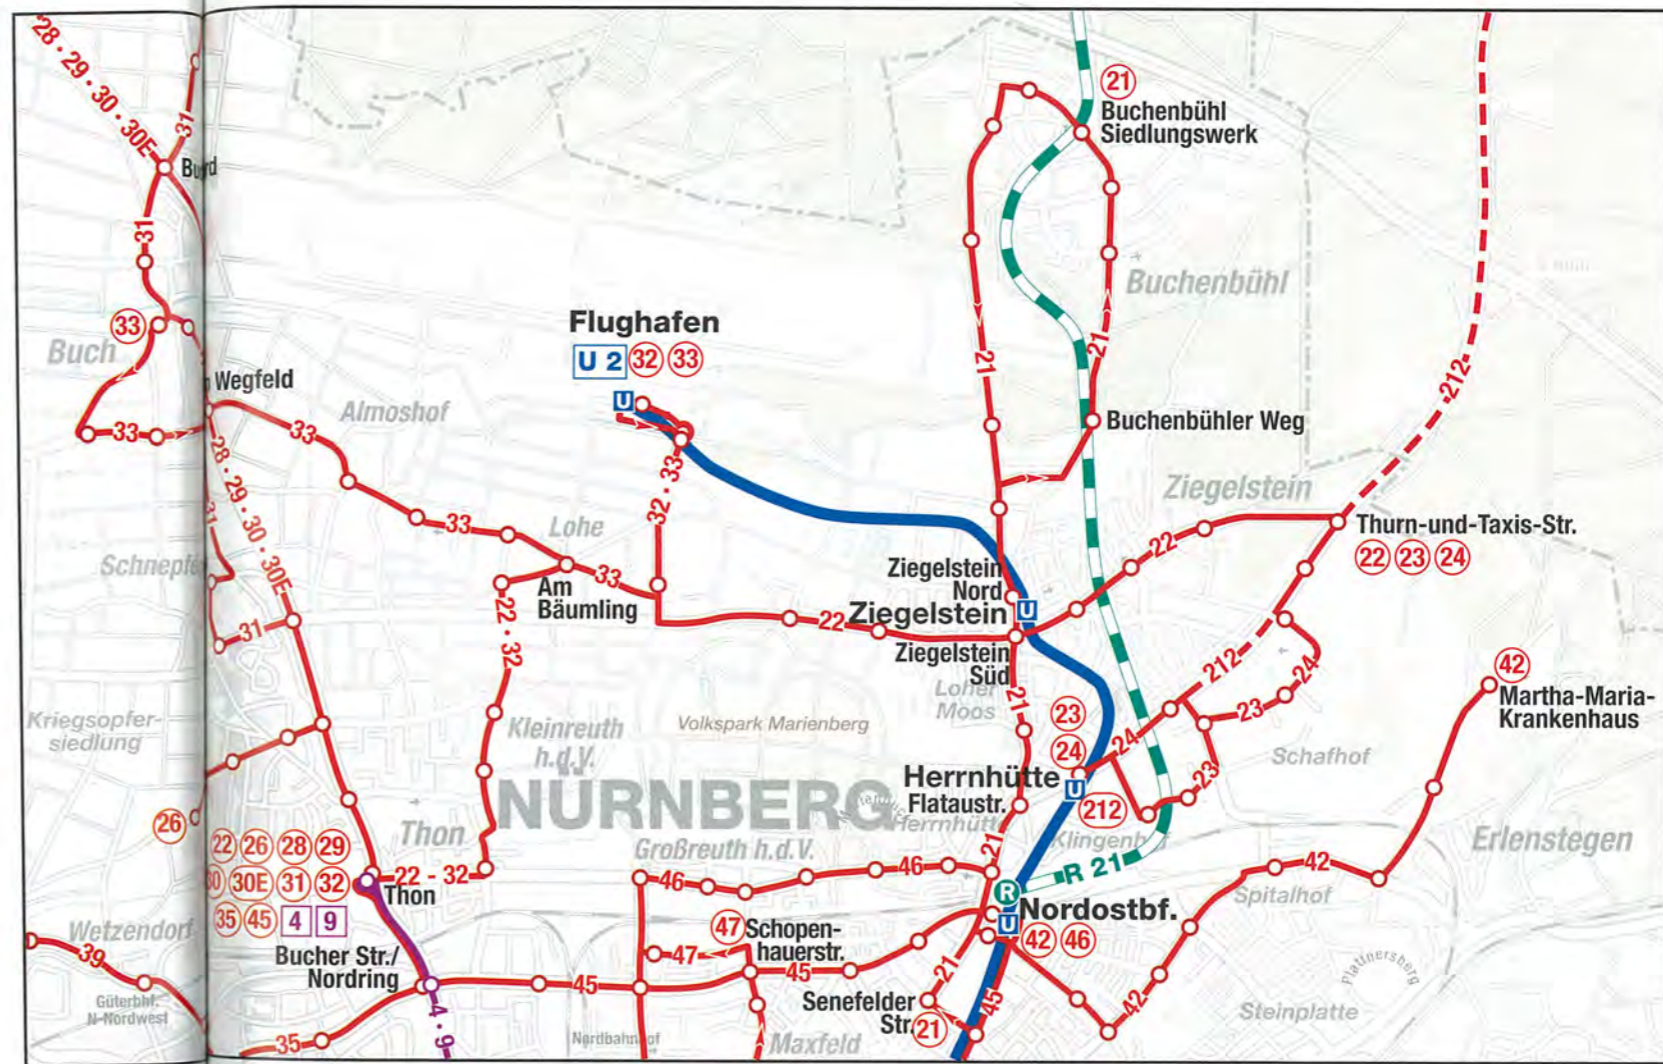 28 · 29 · 30 · 30E
31
31
33
Buch
33
Wegfeld
33
Almoshof
28 · 29 · 30 · 30E
31
31
33
Lohe
Am
Bäumling
33
22 · 32
Flughafen
U 2 32 33
U
32 · 33
22
21
Buchenbühl
Siedlungswerk
Buchenbühl
21
21
Buchenbühler Weg
212
Ziegelstein
Thurn-und-Taxis-Str.
22 23 24
22
Ziegelstein
Nord
Ziegelstein
U
Ziegelstein
Süd
Loher
Moos
21
212
24
23
42
Martha-Maria-
Krankenhaus
Kriegsopfer-
siedlung
Kleinreuth
h.d.V.
Volkspark Marienberg
23
24
24
Schafhof
NÜRNBERG
Herrnhütte
U
Flataustr.
Herrnhütte
212
23
Klingenhof
Erlenstegen
26
Thon
Großreuth h.d.V.
22 26 28 29
30E 31 32
35 45 4 9
Thon
22 - 32
46
46
21
R 21
42
Spitalhof
R
Nordostbf.
U
42 46
Wetzendorf
39
Bucher Str./
Nordring
47
Schopen-
hauerstr.
47
45
45
21
45
42
Platnersberg
Güterbhf.
N-Nordwest
Senefelder
Str.
21
Steinplatte
35
4 · 9
Nordbahnhof
Maxfeld